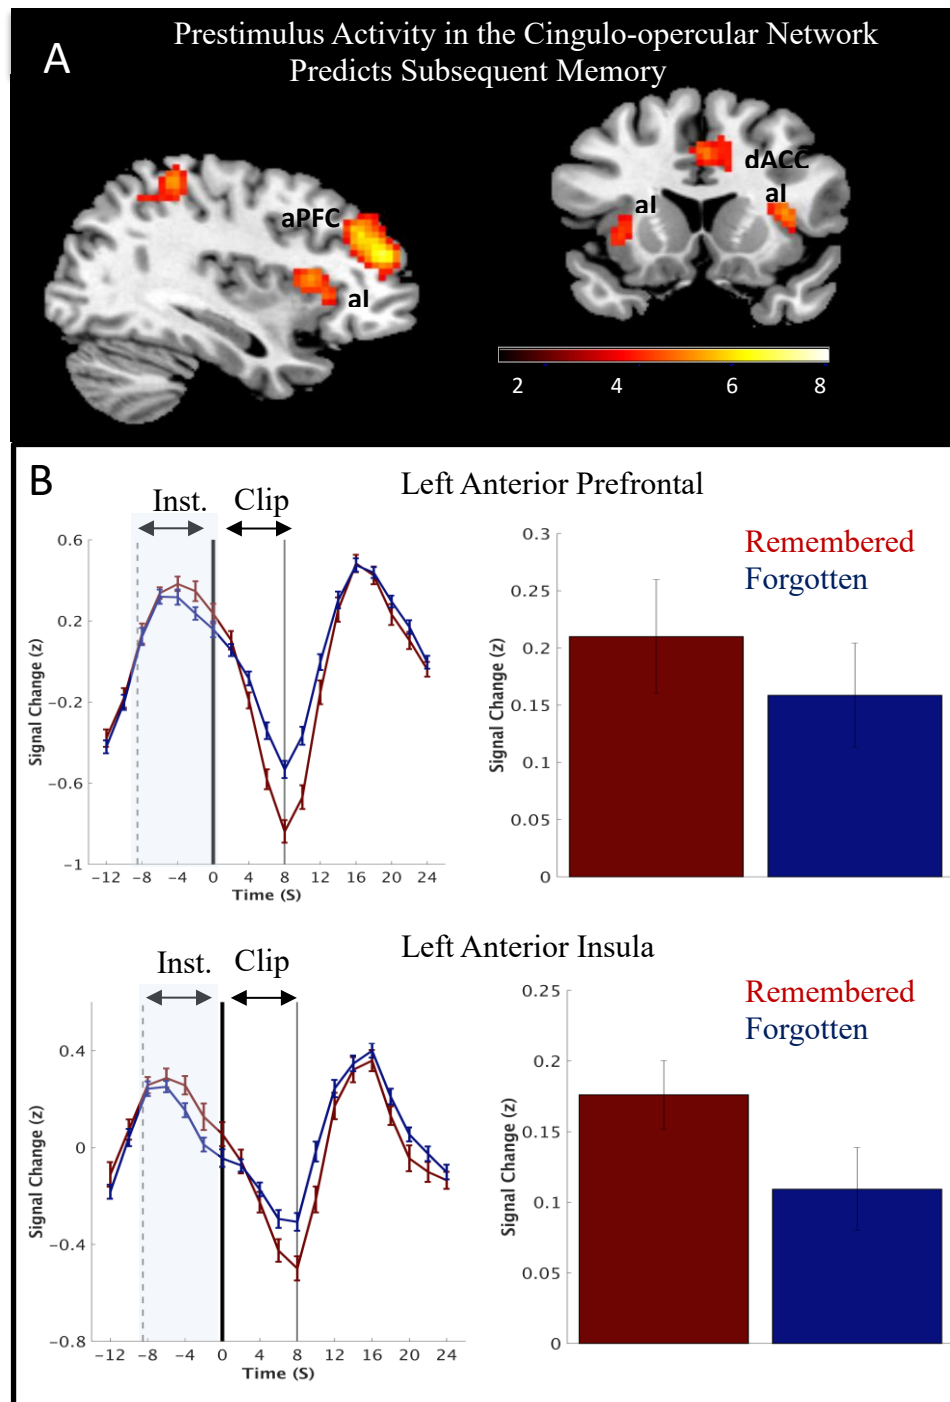 A
Prestimulus Activity in the Cingulo-opercular Network
Predicts Subsequent Memory
dACC
aI
aI
aPFC
aI
2 4 6 8
B
Left Anterior Prefrontal
Inst.
Clip
0.6
0.2
-0.2
-0.6
-1
Signal Change (z)
-12 -8 -4 0 4 8 12 16 20 24
Time (S)
0.3
0.25
0.2
0.15
0.1
0.05
0
Signal Change (z)
Remembered
Forgotten
Left Anterior Insula
Inst.
Clip
0.4
0
-0.4
-0.8
Signal Change (z)
-12 -8 -4 0 4 8 12 16 20 24
Time (S)
0.25
0.2
0.15
0.1
0.05
0
Signal Change (z)
Remembered
Forgotten